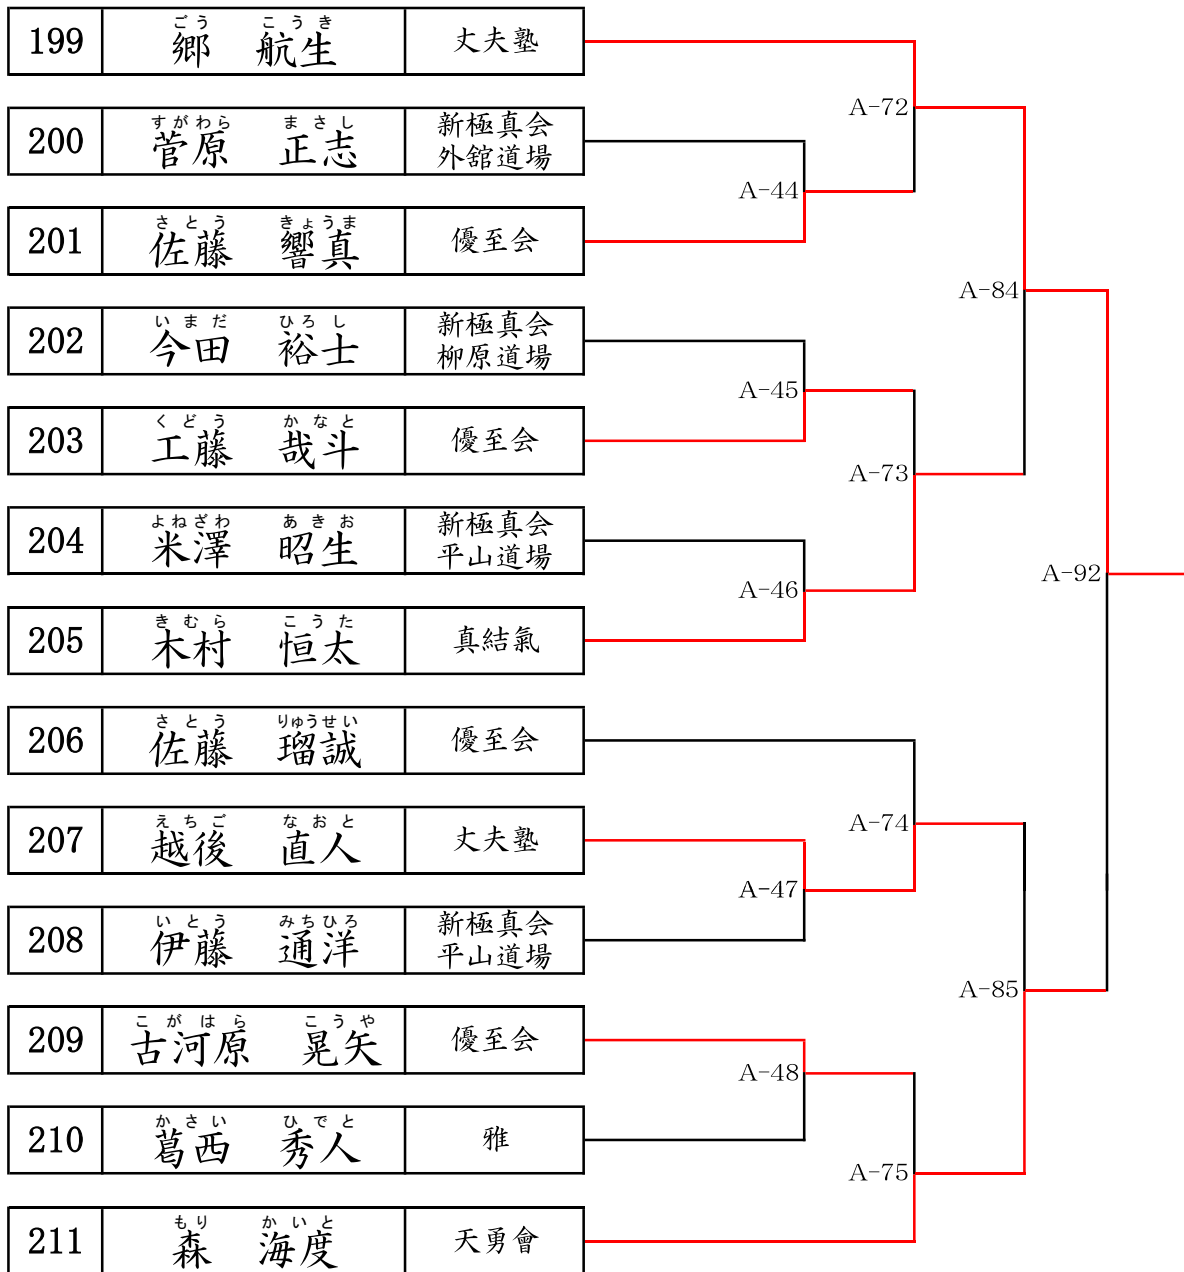 ごう こうき
199 郷 航生 丈夫塾
A-72
すがわら まさし
200 菅原 正志 新極真会
外舘道場
A-44
さとう きょうま
201 佐藤 響真 優至会
A-84
いまだ ひろし
202 今田 裕士 新極真会
柳原道場
A-45
くどう かなと
203 工藤 哉斗 優至会
A-73
よねざわ あきお
204 米澤 昭生 新極真会
平山道場
A-92
A-46
きむら こうた
205 木村 恒太 真結氣
さとう りゅうせい
206 佐藤 瑠誠 優至会
えちご なおと
207 越後 直人 丈夫塾
A-74
A-47
いとう みちひろ
208 伊藤 通洋 新極真会
平山道場
A-85
こがはら こうや
209 古河原 晃矢 優至会
A-48
かさい ひでと
210 葛西 秀人 雅
A-75
もり かいと
211 森 海度 天勇會